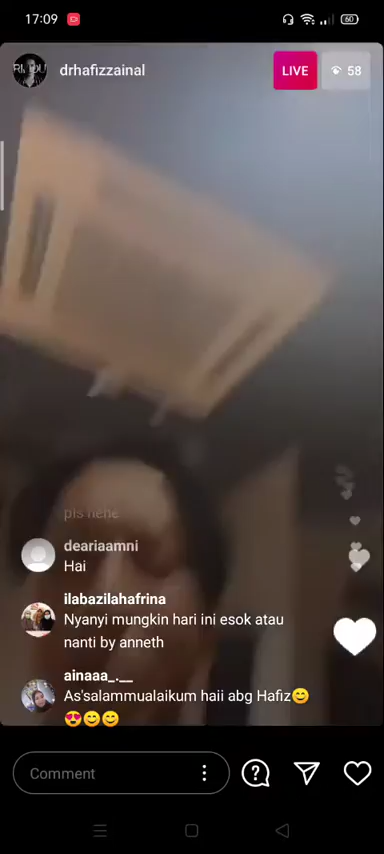 17:09
60
drhafizzainal
LIVE
58
pls hehe
deariaamni
Hai
ilabazilahafrina
Nyanyi mungkin hari ini esok atau
nanti by anneth
ainaaa_.__
As'salammualaikum haii abg Hafiz😊
😍😊😊
Comment